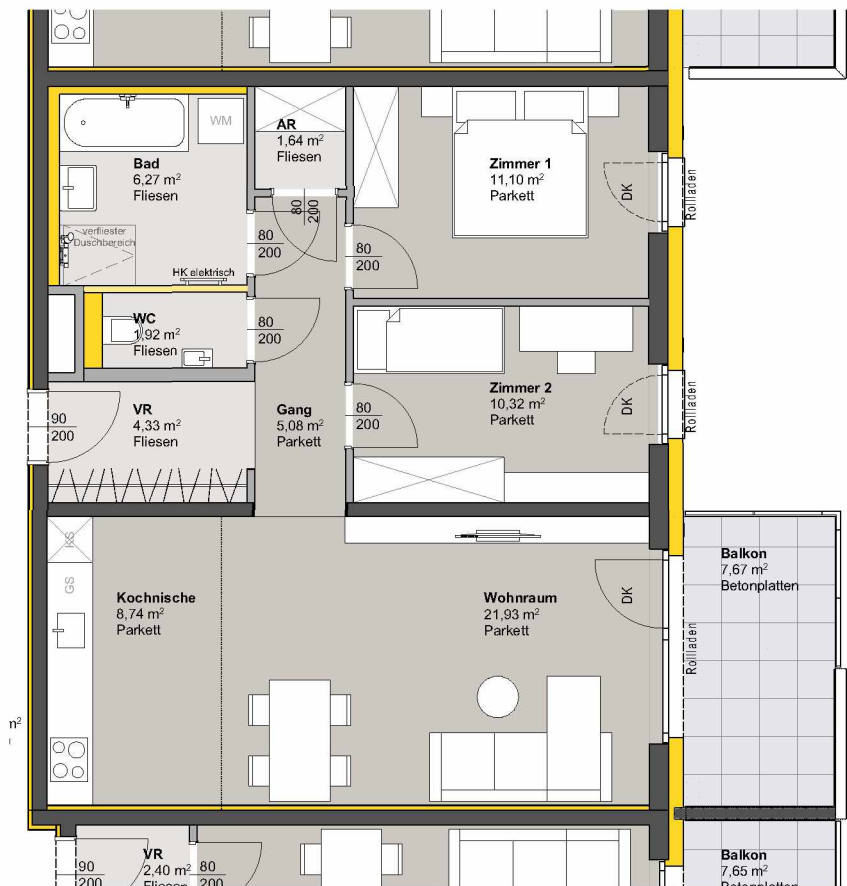 WM
AR
1,64 m²
Fliesen
Bad
6,27 m²
Fliesen
Zimmer 1
11,10 m²
Parkett
DK
Rollladen
80
200
verfliester
Duschbereich
80
200
80
200
HK elektrisch
WC
1,92 m²
Fliesen
80
200
Zimmer 2
10,32 m²
Parkett
DK
Rollladen
90
200
VR
4,33 m²
Fliesen
Gang
5,08 m²
Parkett
80
200
KS
GS
Kochnische
8,74 m²
Parkett
Wohnraum
21,93 m²
Parkett
DK
Rollladen
Balkon
7,67 m²
Betonplatten
m²
90
200
VR
2,40 m²
Fliesen
80
200
Balkon
7,65 m²
Betonplatten